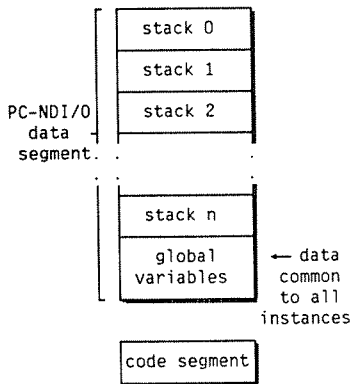 stack 0
stack 1
stack 2
PC-NDI/O
data
segment
stack n
global
variables
← data
common
to all
instances
code segment